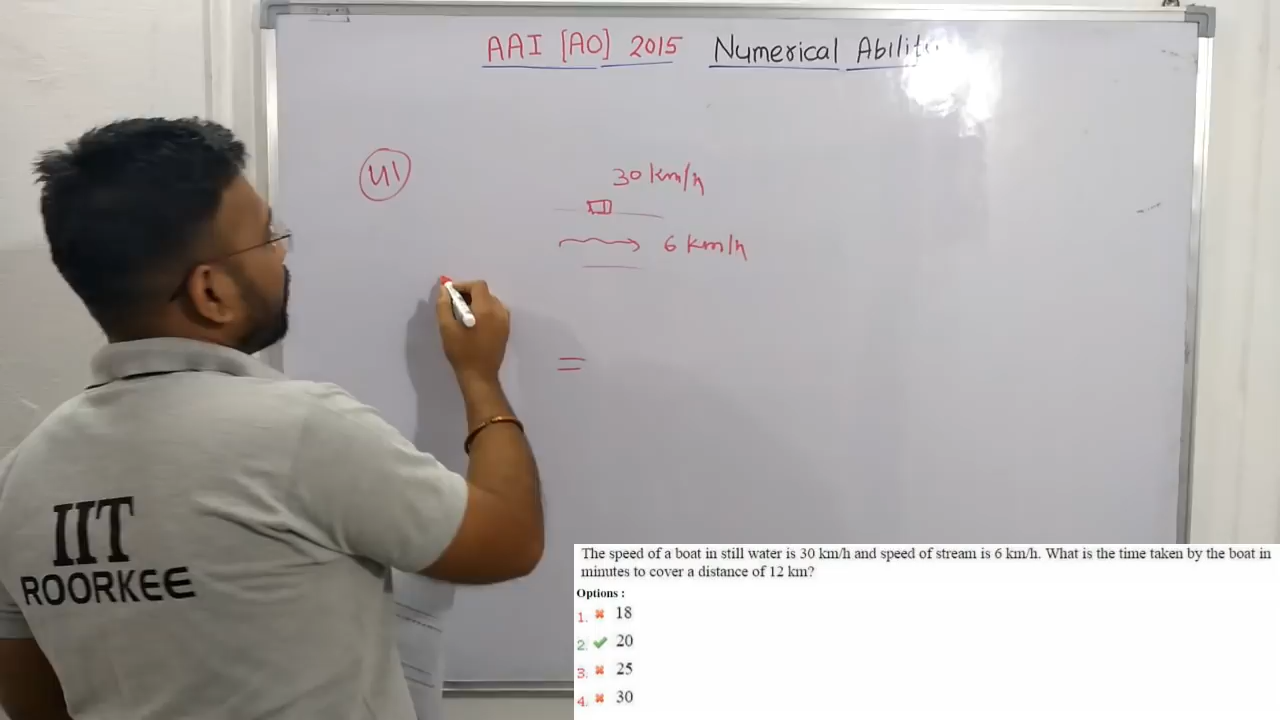 AAI [AO] 2015 Numerical Ability
41
30 km/h
6 km/h
=
IIT
ROORKEE
The speed of a boat in still water is 30 km/h and speed of stream is 6 km/h. What is the time taken by the boat in
minutes to cover a distance of 12 km?
Options :
1. ✖ 18
2. ✔ 20
3. ✖ 25
4. ✖ 30